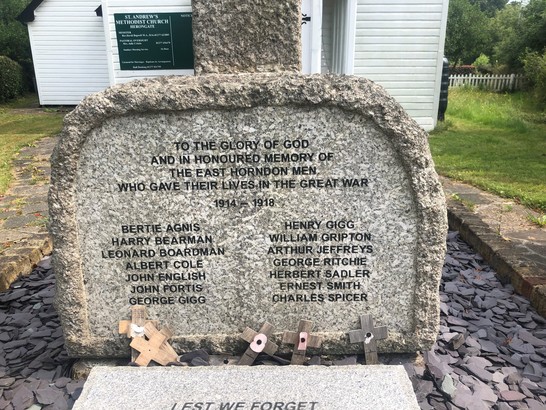 ST. ANDREW'S
METHODIST CHURCH
HERONGATE
TO THE GLORY OF GOD
AND IN HONOURED MEMORY OF
THE EAST HORNDON MEN,
WHO GAVE THEIR LIVES IN THE GREAT WAR
1914 – 1918
BERTIE AGNIS
HARRY BEARMAN
LEONARD BOARDMAN
ALBERT COLE
JOHN ENGLISH
JOHN FORTIS
GEORGE GIGG
HENRY GIGG
WILLIAM GRIPTON
ARTHUR JEFFREYS
GEORGE RITCHIE
HERBERT SADLER
ERNEST SMITH
CHARLES SPICER
LEST WE FORGET